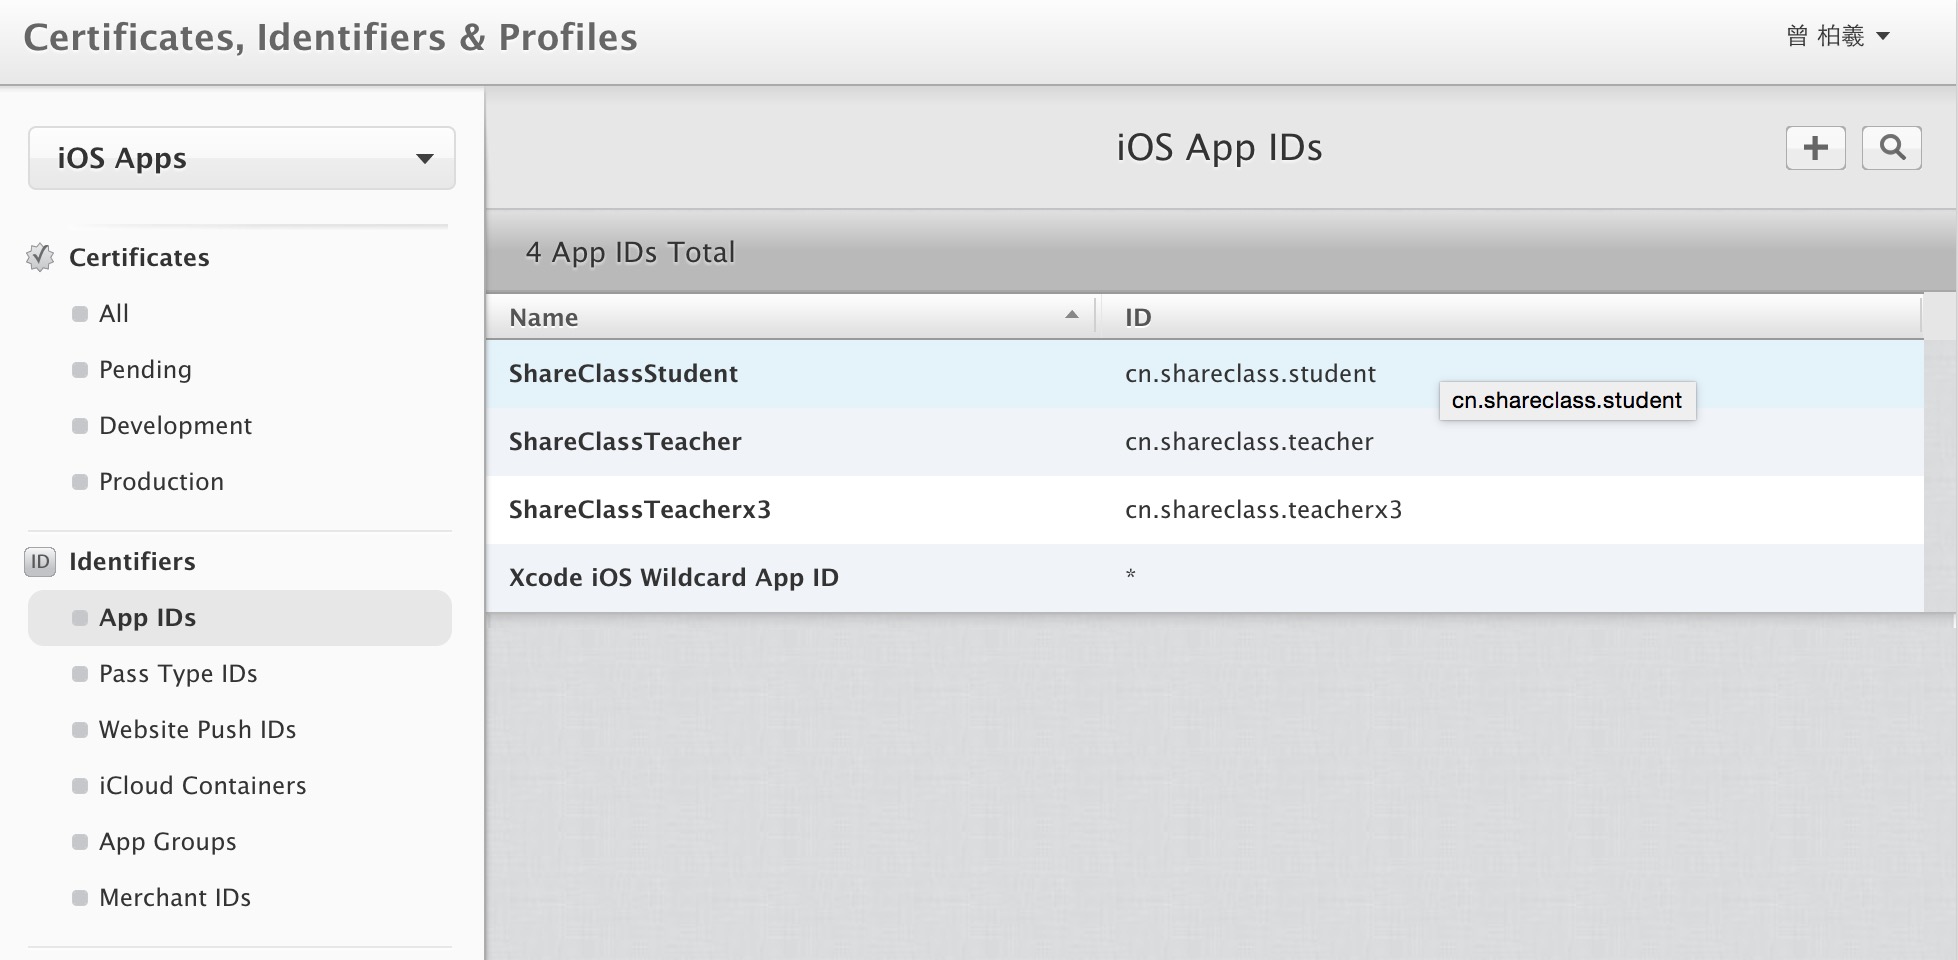 Certificates, Identifiers & Profiles
曾 柏羲
iOS Apps
iOS App IDs
4 App IDs Total
Name ID
ShareClassStudent cn.shareclass.student
cn.shareclass.student
ShareClassTeacher cn.shareclass.teacher
ShareClassTeacherx3 cn.shareclass.teacherx3
Xcode iOS Wildcard App ID *
Certificates
All
Pending
Development
Production
ID Identifiers
App IDs
Pass Type IDs
Website Push IDs
iCloud Containers
App Groups
Merchant IDs